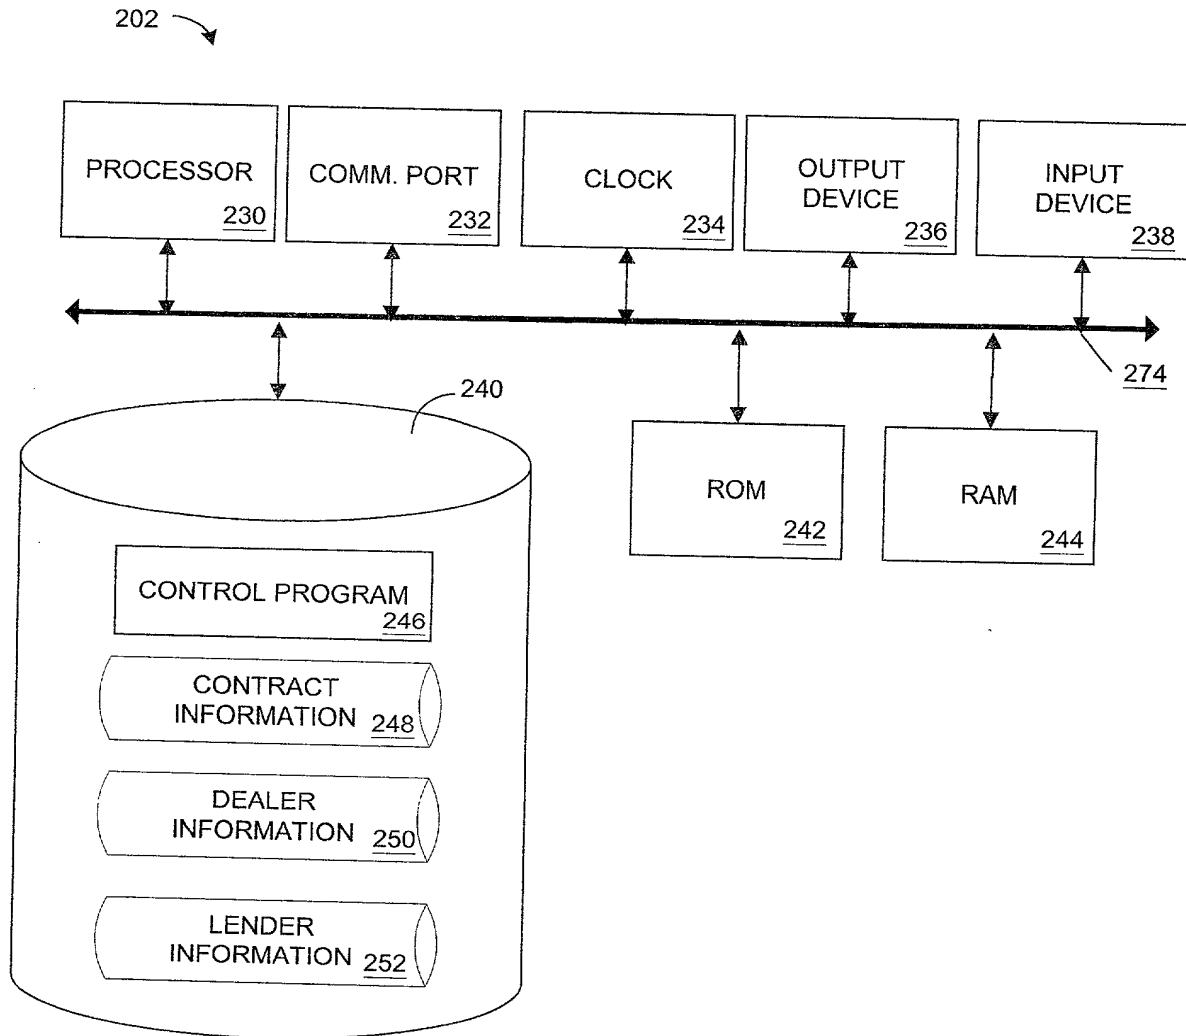 202
PROCESSOR
230
COMM. PORT
232
CLOCK
234
OUTPUT
DEVICE
236
INPUT
DEVICE
238
274
240
ROM
242
RAM
244
CONTROL PROGRAM
246
CONTRACT
INFORMATION
248
DEALER
INFORMATION
250
LENDER
INFORMATION
252